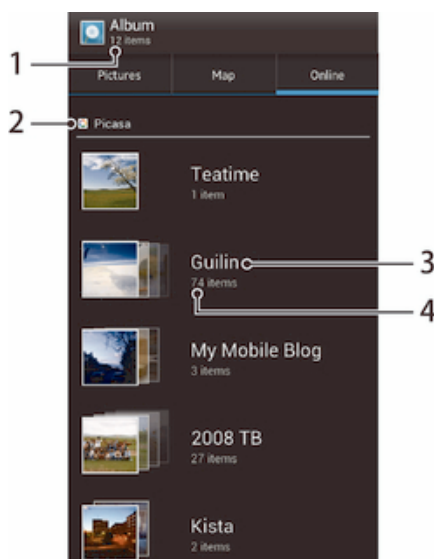 Album
12 items
1
Pictures Map Online
2
Picasa
Teatime
1 item
Guilin
3
74 items
4
My Mobile Blog
3 items
2008 TB
27 items
Kista
2 items